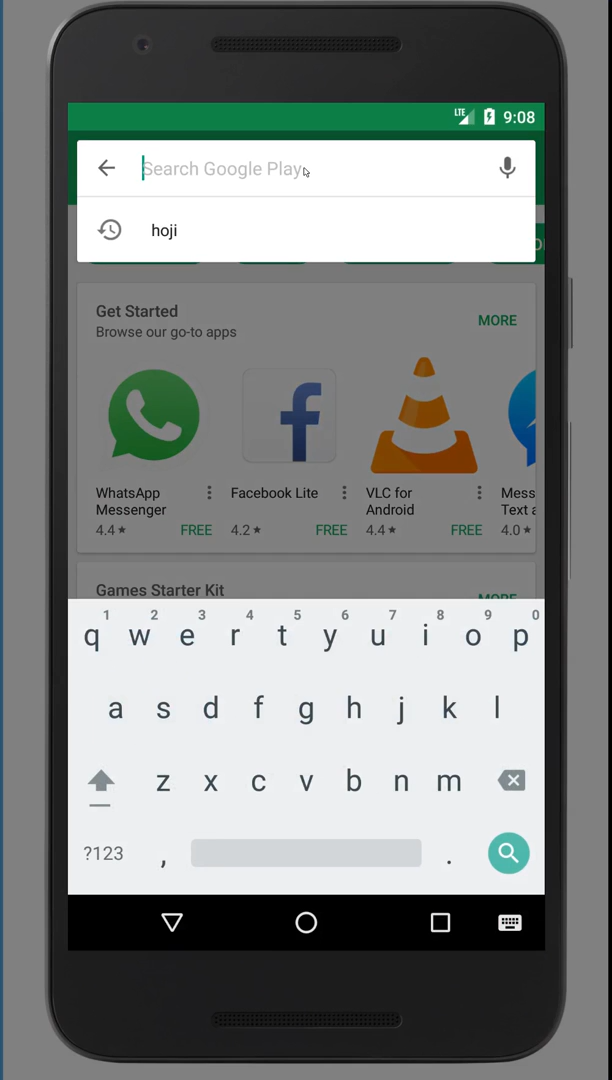 LTE 9:08
Search Google Play
hoji
Get Started
Browse our go-to apps
MORE
WhatsApp Messenger
4.4★ FREE
Facebook Lite
4.2★ FREE
VLC for Android
4.4★ FREE
Mess
Text a
4.0★
Games Starter Kit
MORE
1 2 3 4 5 6 7 8 9 0
q w e r t y u i o p
a s d f g h j k l
z x c v b n m
?123 , .